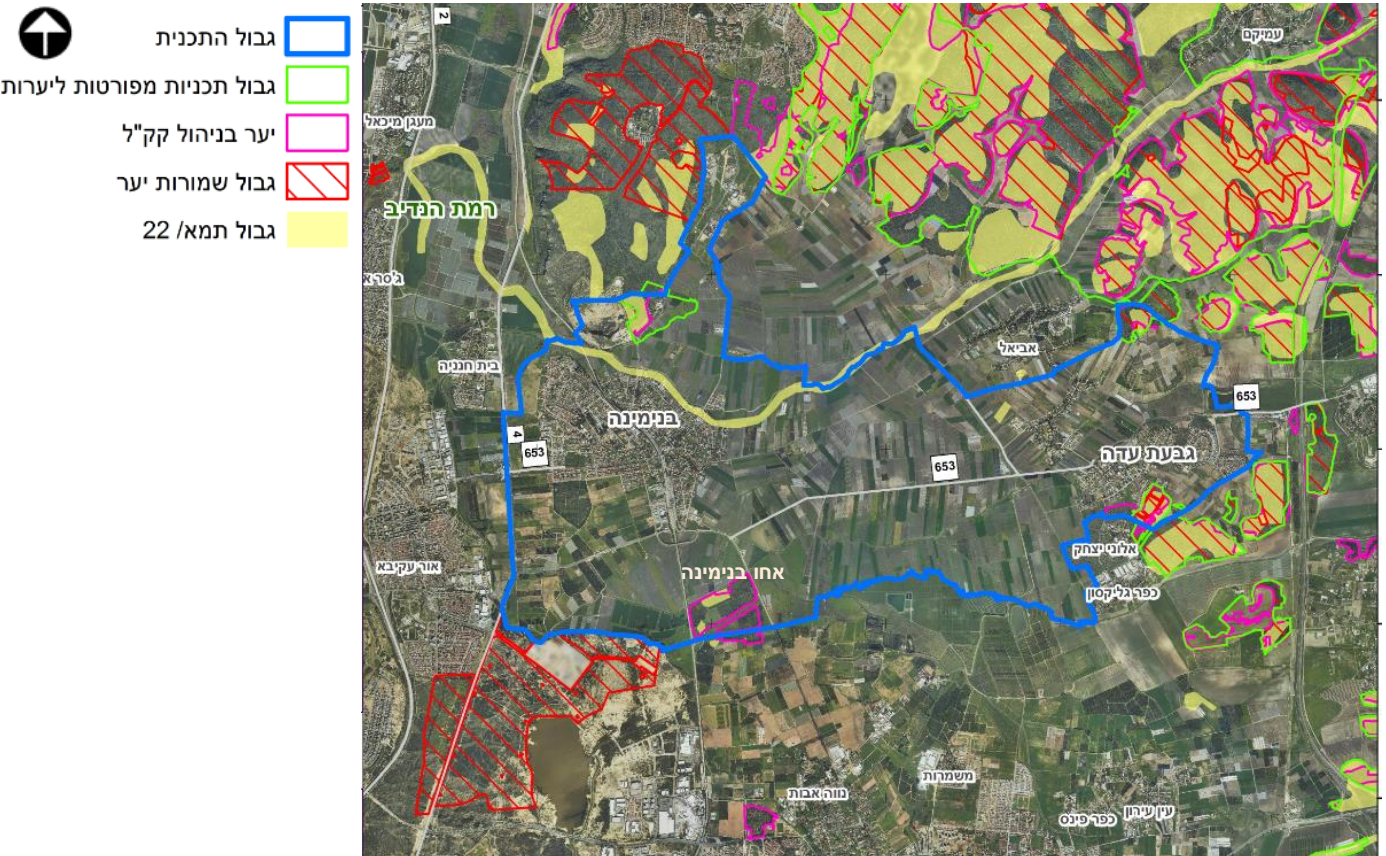 גבול התכנית
גבול תכניות מפורטות ליערות
יער בניהול קק"ל
גבול שמורות יער
גבול תמא/ 22
2
עמיקם
מעגן מיכאל
רמת הנדיב
ג'סר א
אביאל
בית חנניה
653
בנימינה
4
653
גבעת עדה
653
אלוני יצחק
אחו בנימינה
אור עקיבא
כפר גליקסון
משמרות
נווה אבות
עין עירון
כפר פינס